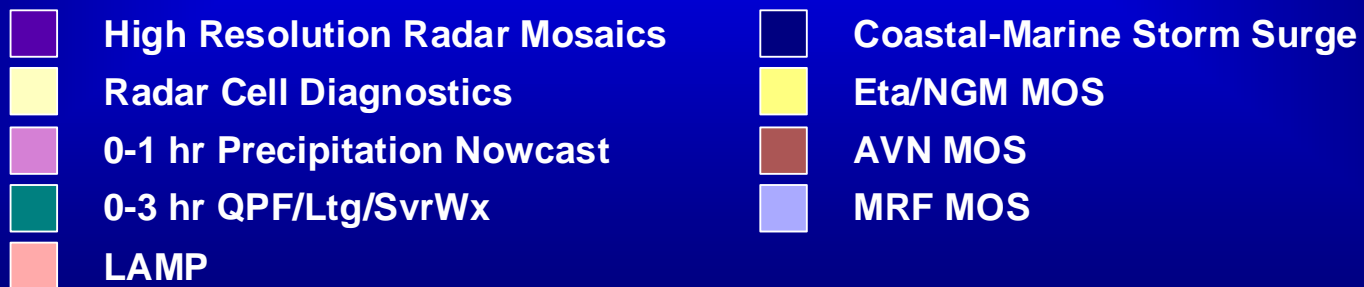 High Resolution Radar Mosaics
Radar Cell Diagnostics
0-1 hr Precipitation Nowcast
0-3 hr QPF/Ltg/SvrWx
LAMP
Coastal-Marine Storm Surge
Eta/NGM MOS
AVN MOS
MRF MOS